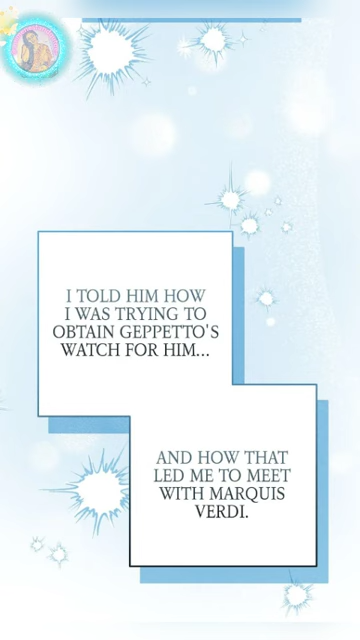 I TOLD HIM HOW
I WAS TRYING TO
OBTAIN GEPPETTO'S
WATCH FOR HIM...
AND HOW THAT
LED ME TO MEET
WITH MARQUIS
VERDI.